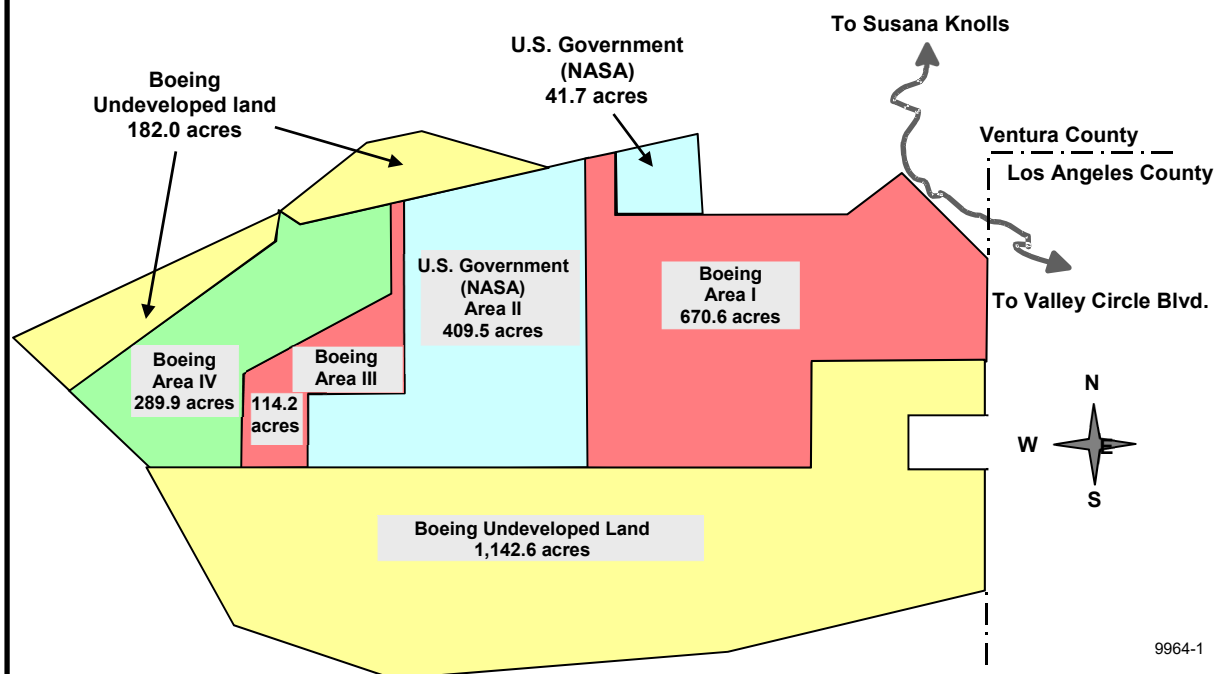 To Susana Knolls
U.S. Government
(NASA)
41.7 acres
Boeing
Undeveloped land
182.0 acres
Ventura County
Los Angeles County
U.S. Government
(NASA)
Area II
409.5 acres
Boeing
Area I
670.6 acres
To Valley Circle Blvd.
Boeing
Area IV
289.9 acres
Boeing
Area III
114.2
acres
N
W
E
S
Boeing Undeveloped Land
1,142.6 acres
9964-1